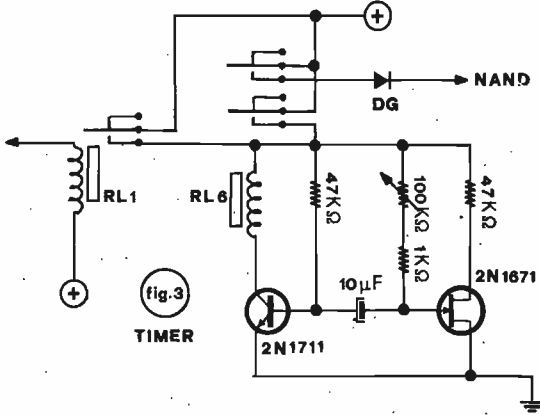 +
NAND
DG
RL1
RL6
47KΩ
100KΩ
1KΩ
47KΩ
2N1671
10μF
+
fig.3
TIMER
2N1711